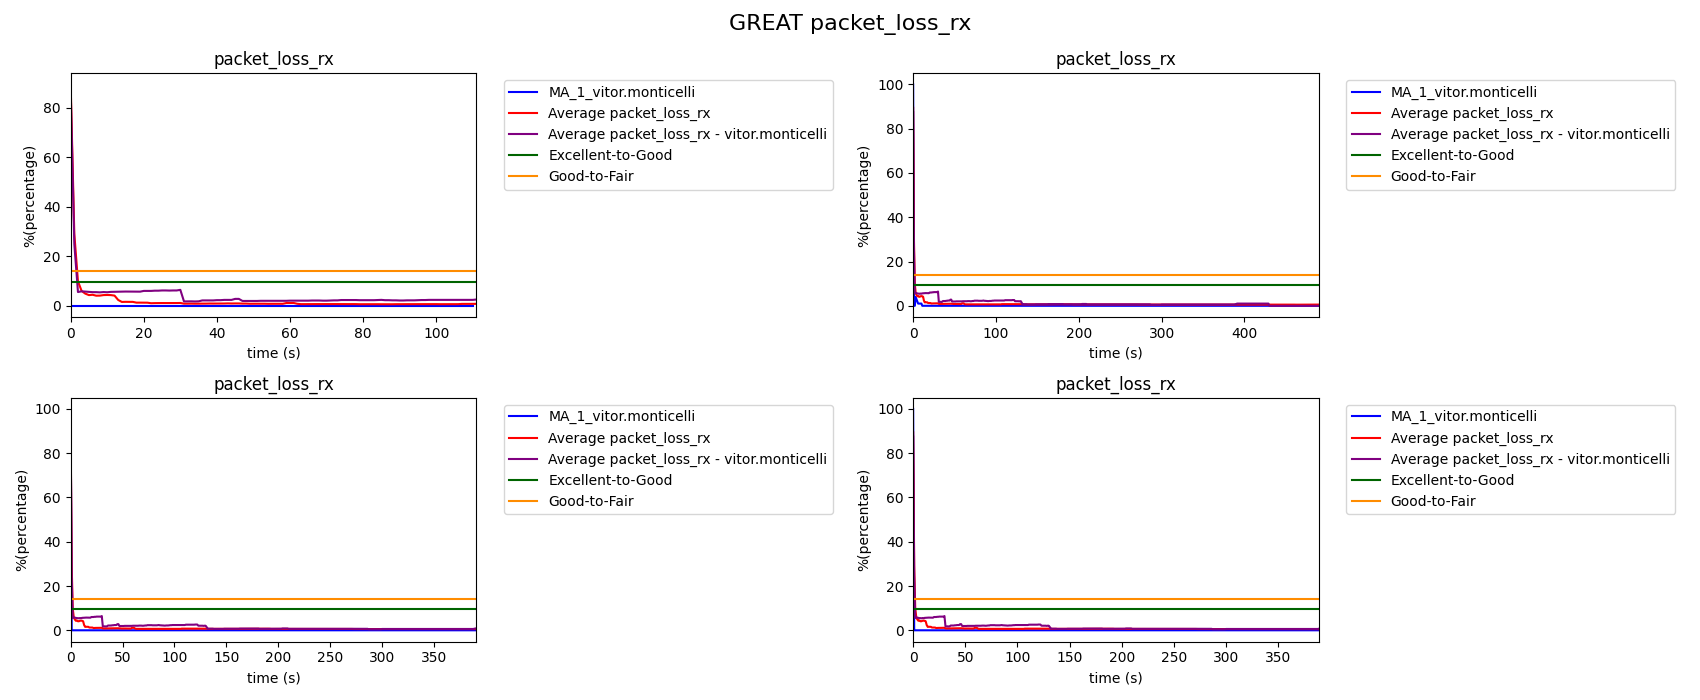 GREAT packet_loss_rx
packet_loss_rx
%(percentage)
80
60
40
20
0
0 20 40 60 80 100
time (s)
MA_1_vitor.monticelli
Average packet_loss_rx
Average packet_loss_rx - vitor.monticelli
Excellent-to-Good
Good-to-Fair
packet_loss_rx
%(percentage)
100
80
60
40
20
0
0 100 200 300 400
time (s)
MA_1_vitor.monticelli
Average packet_loss_rx
Average packet_loss_rx - vitor.monticelli
Excellent-to-Good
Good-to-Fair
packet_loss_rx
%(percentage)
100
80
60
40
20
0
0 50 100 150 200 250 300 350
time (s)
MA_1_vitor.monticelli
Average packet_loss_rx
Average packet_loss_rx - vitor.monticelli
Excellent-to-Good
Good-to-Fair
packet_loss_rx
%(percentage)
100
80
60
40
20
0
0 50 100 150 200 250 300 350
time (s)
MA_1_vitor.monticelli
Average packet_loss_rx
Average packet_loss_rx - vitor.monticelli
Excellent-to-Good
Good-to-Fair